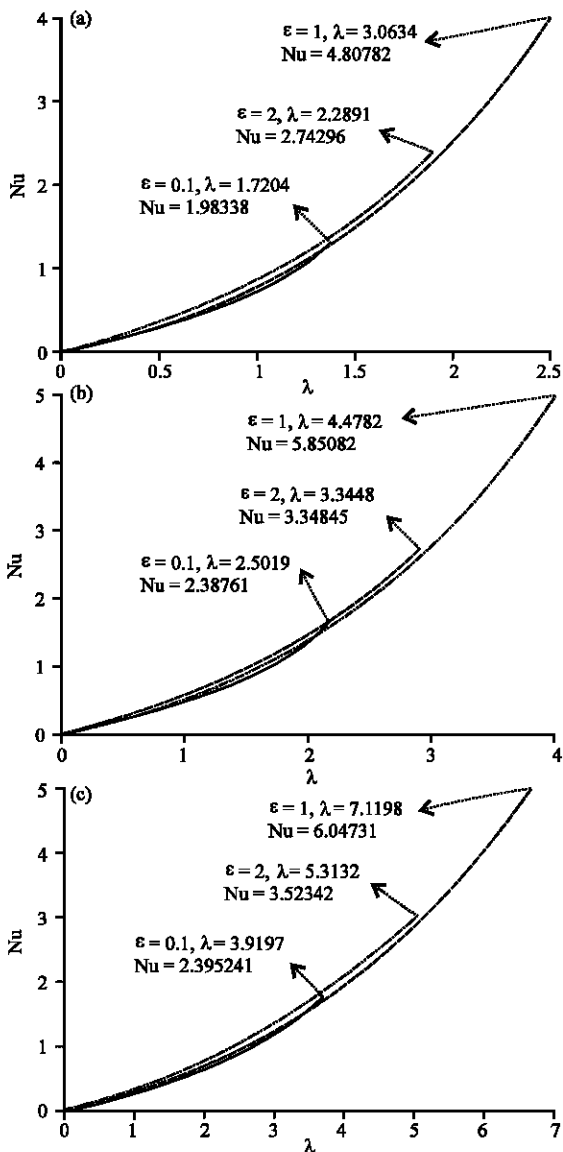 (a)
ε = 1, λ = 3.0634
Nu = 4.80782
ε = 2, λ = 2.2891
Nu = 2.74296
ε = 0.1, λ = 1.7204
Nu = 1.98338
Nu
4
3
2
1
0
0 0.5 1 1.5 2 2.5
λ
(b)
ε = 1, λ = 4.4782
Nu = 5.85082
ε = 2, λ = 3.3448
Nu = 3.34845
ε = 0.1, λ = 2.5019
Nu = 2.38761
Nu
5
4
3
2
1
0
0 1 2 3 4
λ
(c)
ε = 1, λ = 7.1198
Nu = 6.04731
ε = 2, λ = 5.3132
Nu = 3.52342
ε = 0.1, λ = 3.9197
Nu = 2.395241
Nu
5
4
3
2
1
0
0 1 2 3 4 5 6 7
λ